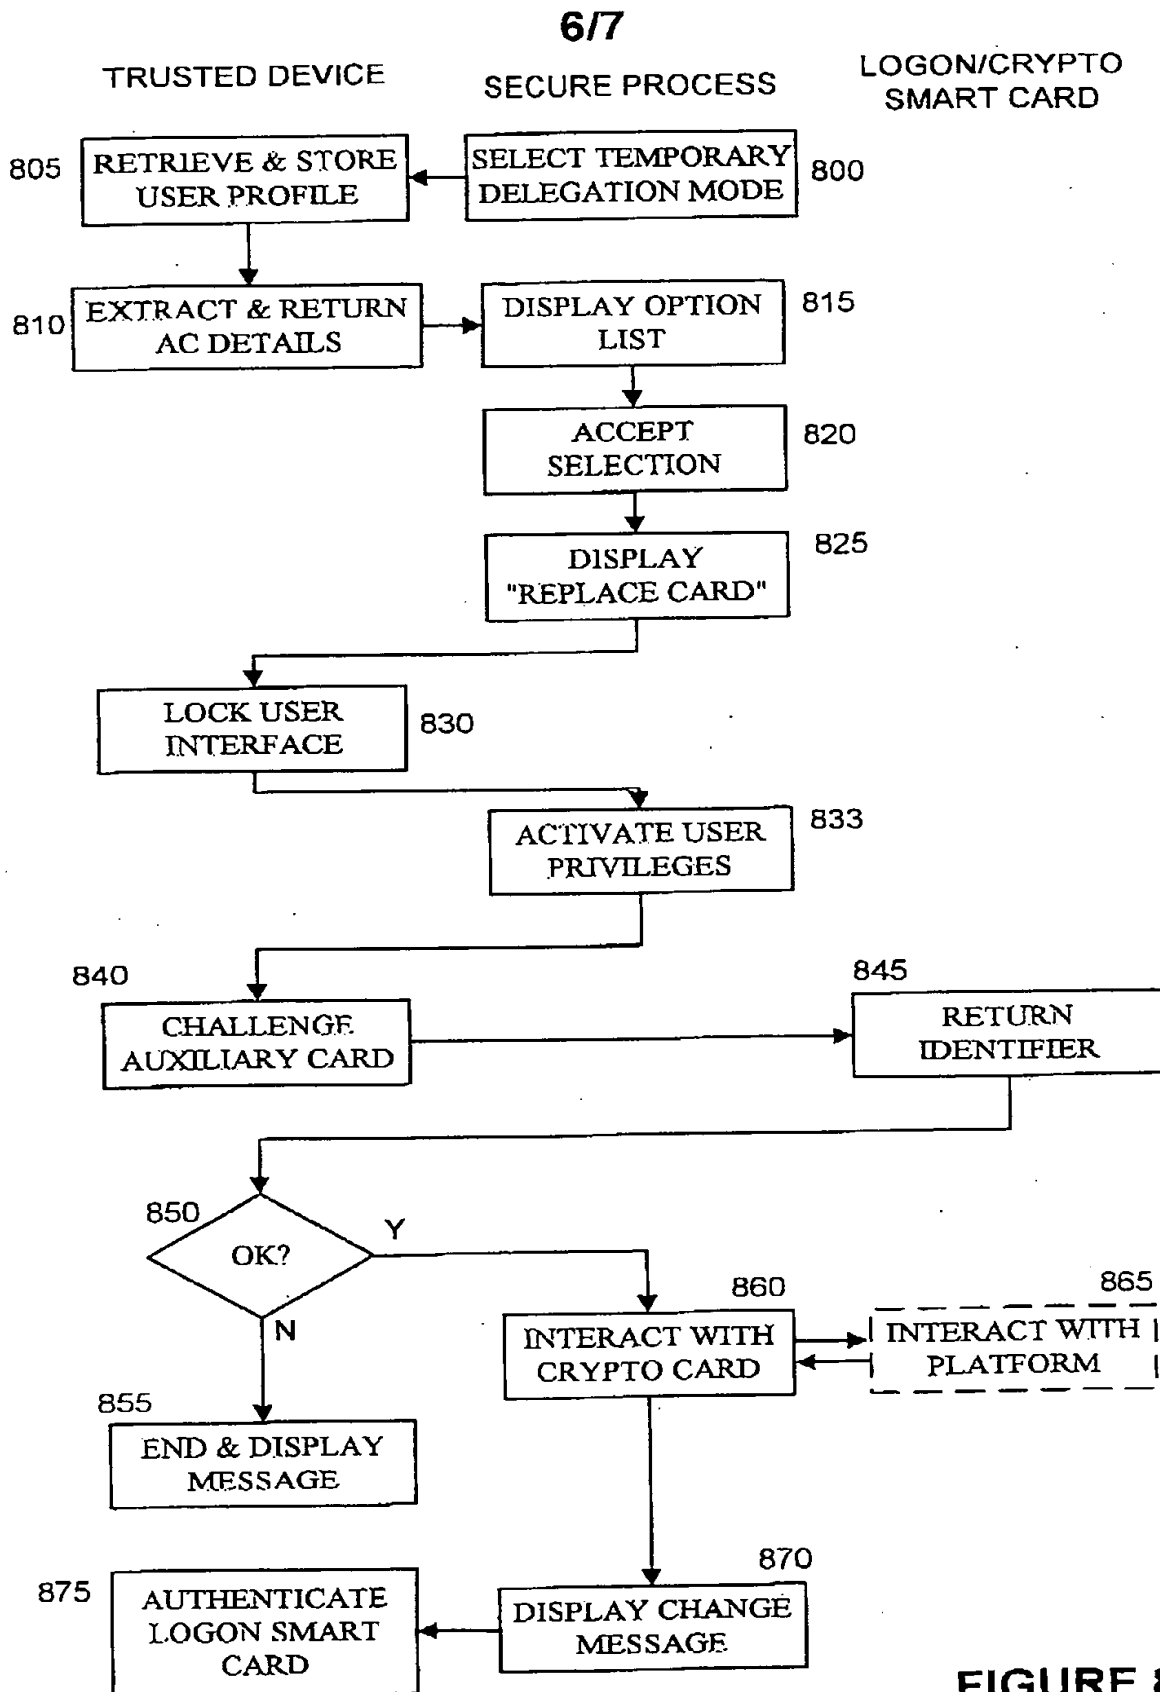 6/7
TRUSTED DEVICE
SECURE PROCESS
LOGON/CRYPTO
SMART CARD
805
RETRIEVE & STORE
USER PROFILE
SELECT TEMPORARY
DELEGATION MODE
800
810
EXTRACT & RETURN
AC DETAILS
DISPLAY OPTION
LIST
815
ACCEPT
SELECTION
820
DISPLAY
"REPLACE CARD"
825
LOCK USER
INTERFACE
830
ACTIVATE USER
PRIVILEGES
833
840
CHALLENGE
AUXILIARY CARD
845
RETURN
IDENTIFIER
850
OK?
Y
N
855
END & DISPLAY
MESSAGE
860
INTERACT WITH
CRYPTO CARD
865
INTERACT WITH
PLATFORM
870
DISPLAY CHANGE
MESSAGE
875
AUTHENTICATE
LOGON SMART
CARD
FIGURE 8